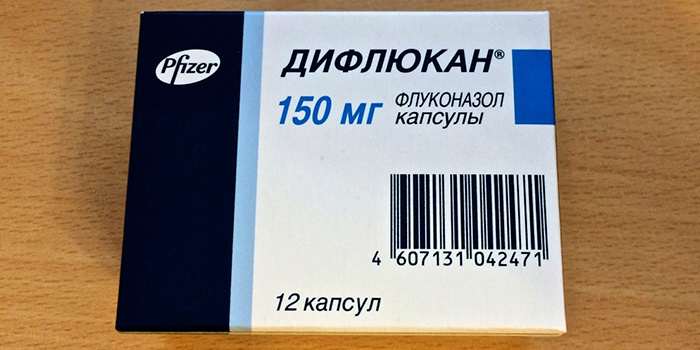 Pfizer
ДИФЛЮКАН®
150 мг
ФЛУКОНАЗОЛ
капсулы
4 607131 042471
12 капсул